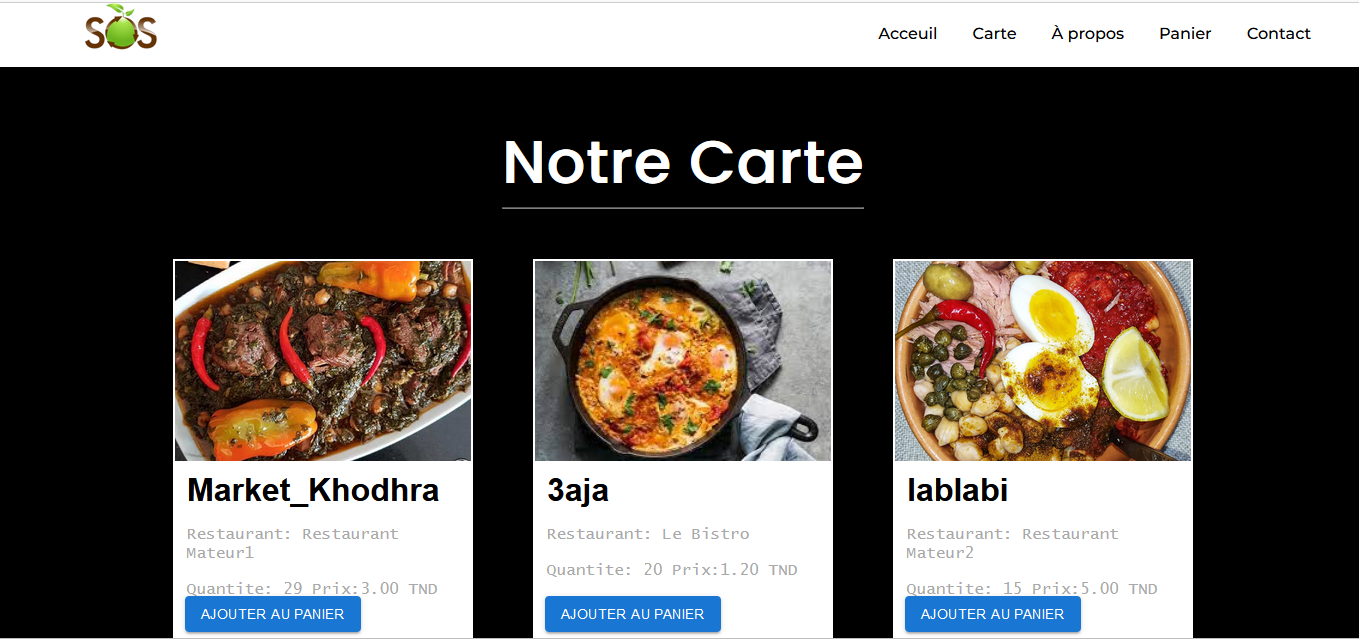 SOS
Acceuil Carte À propos Panier Contact
Notre Carte
Market_Khodhra
Restaurant: Restaurant
Mateur1
Quantite: 29 Prix:3.00 TND
AJOUTER AU PANIER
3aja
Restaurant: Le Bistro
Quantite: 20 Prix:1.20 TND
AJOUTER AU PANIER
lablabi
Restaurant: Restaurant
Mateur2
Quantite: 15 Prix:5.00 TND
AJOUTER AU PANIER